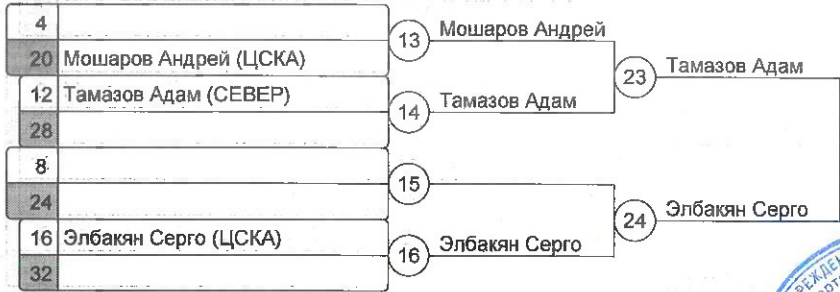 4
13 Мошаров Андрей
20 Мошаров Андрей (ЦСКА)
23 Тамазов Адам
12 Тамазов Адам (СЕВЕР)
14 Тамазов Адам
28
8
15
24
24 Элбакян Серго
16 Элбакян Серго (ЦСКА)
16 Элбакян Серго
32